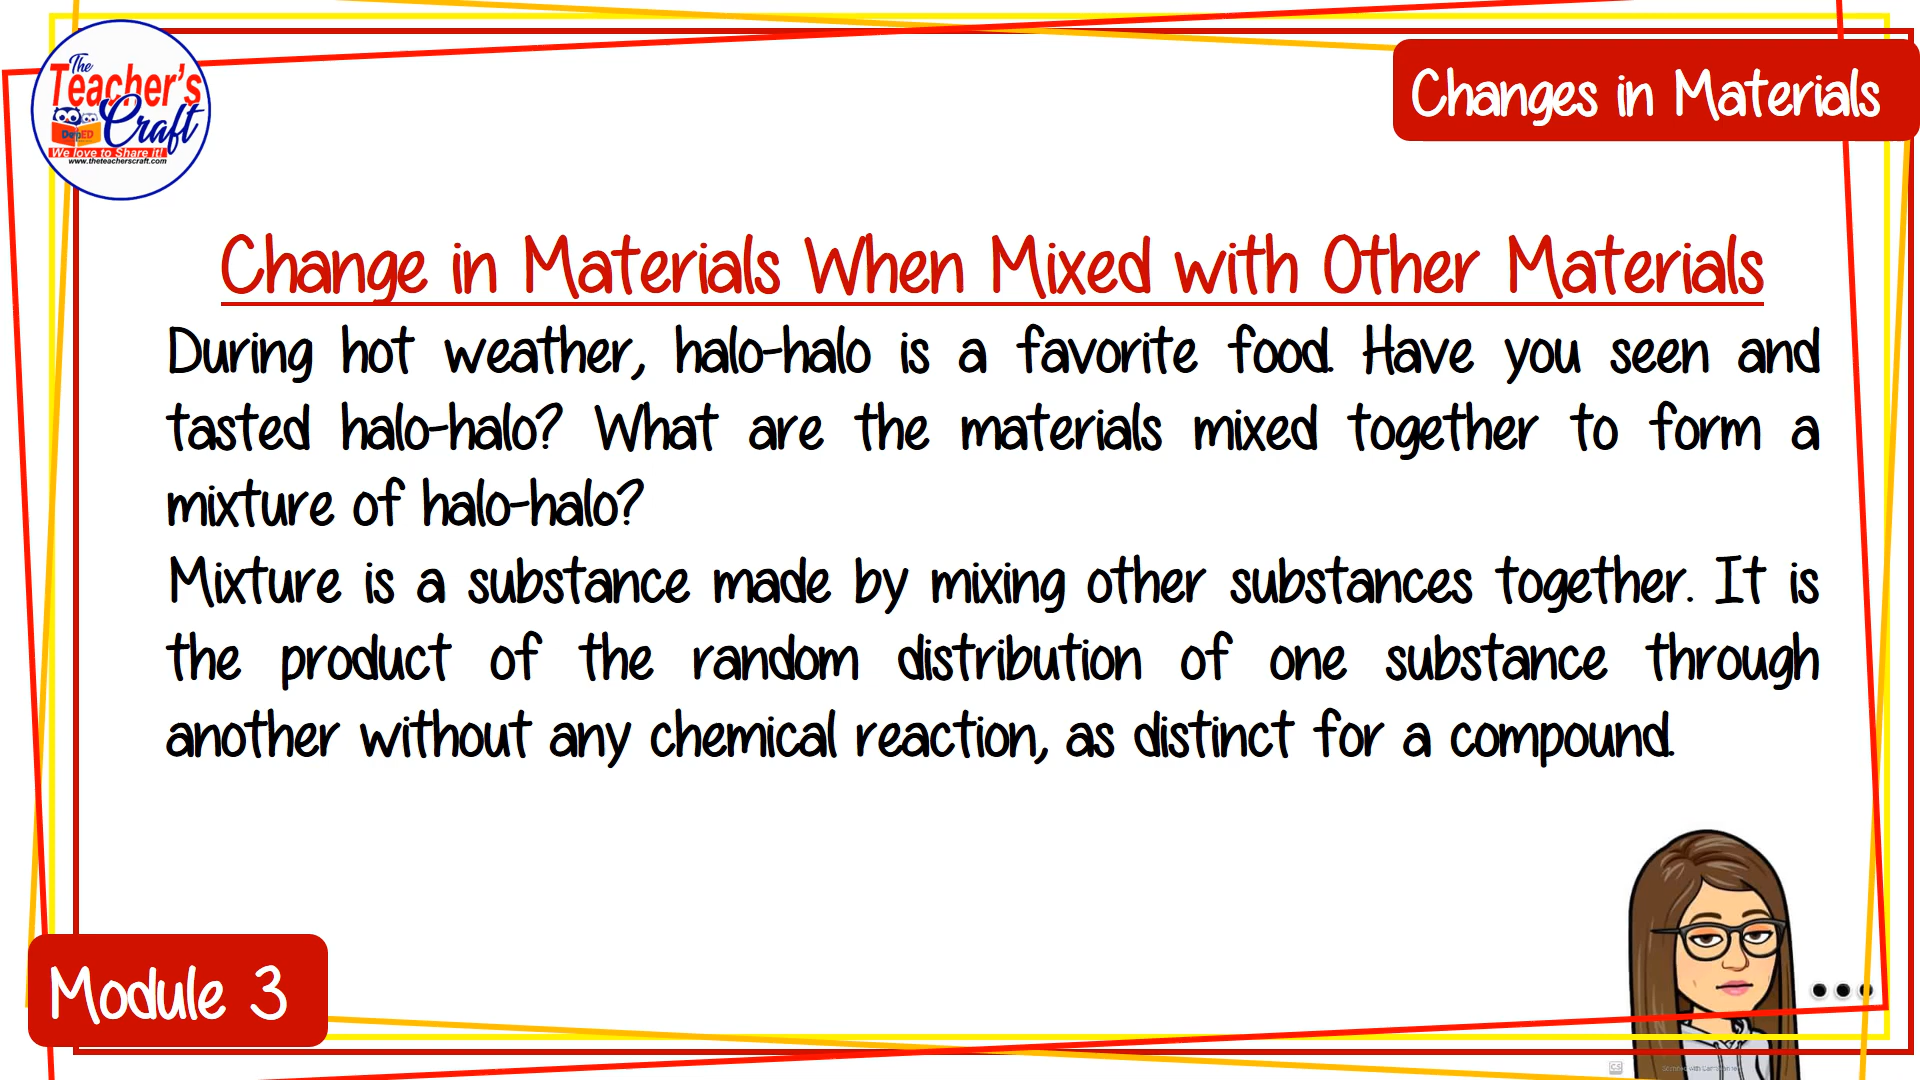 The
Teacher's
Craft
DepED
We love to Share it!
www.theteacherscraft.com
Changes in Materials
Change in Materials When Mixed with Other Materials
During hot weather, halo-halo is a favorite food. Have you seen and
tasted halo-halo? What are the materials mixed together to form a
mixture of halo-halo?
Mixture is a substance made by mixing other substances together. It is
the product of the random distribution of one substance through
another without any chemical reaction, as distinct for a compound.
Module 3
CS